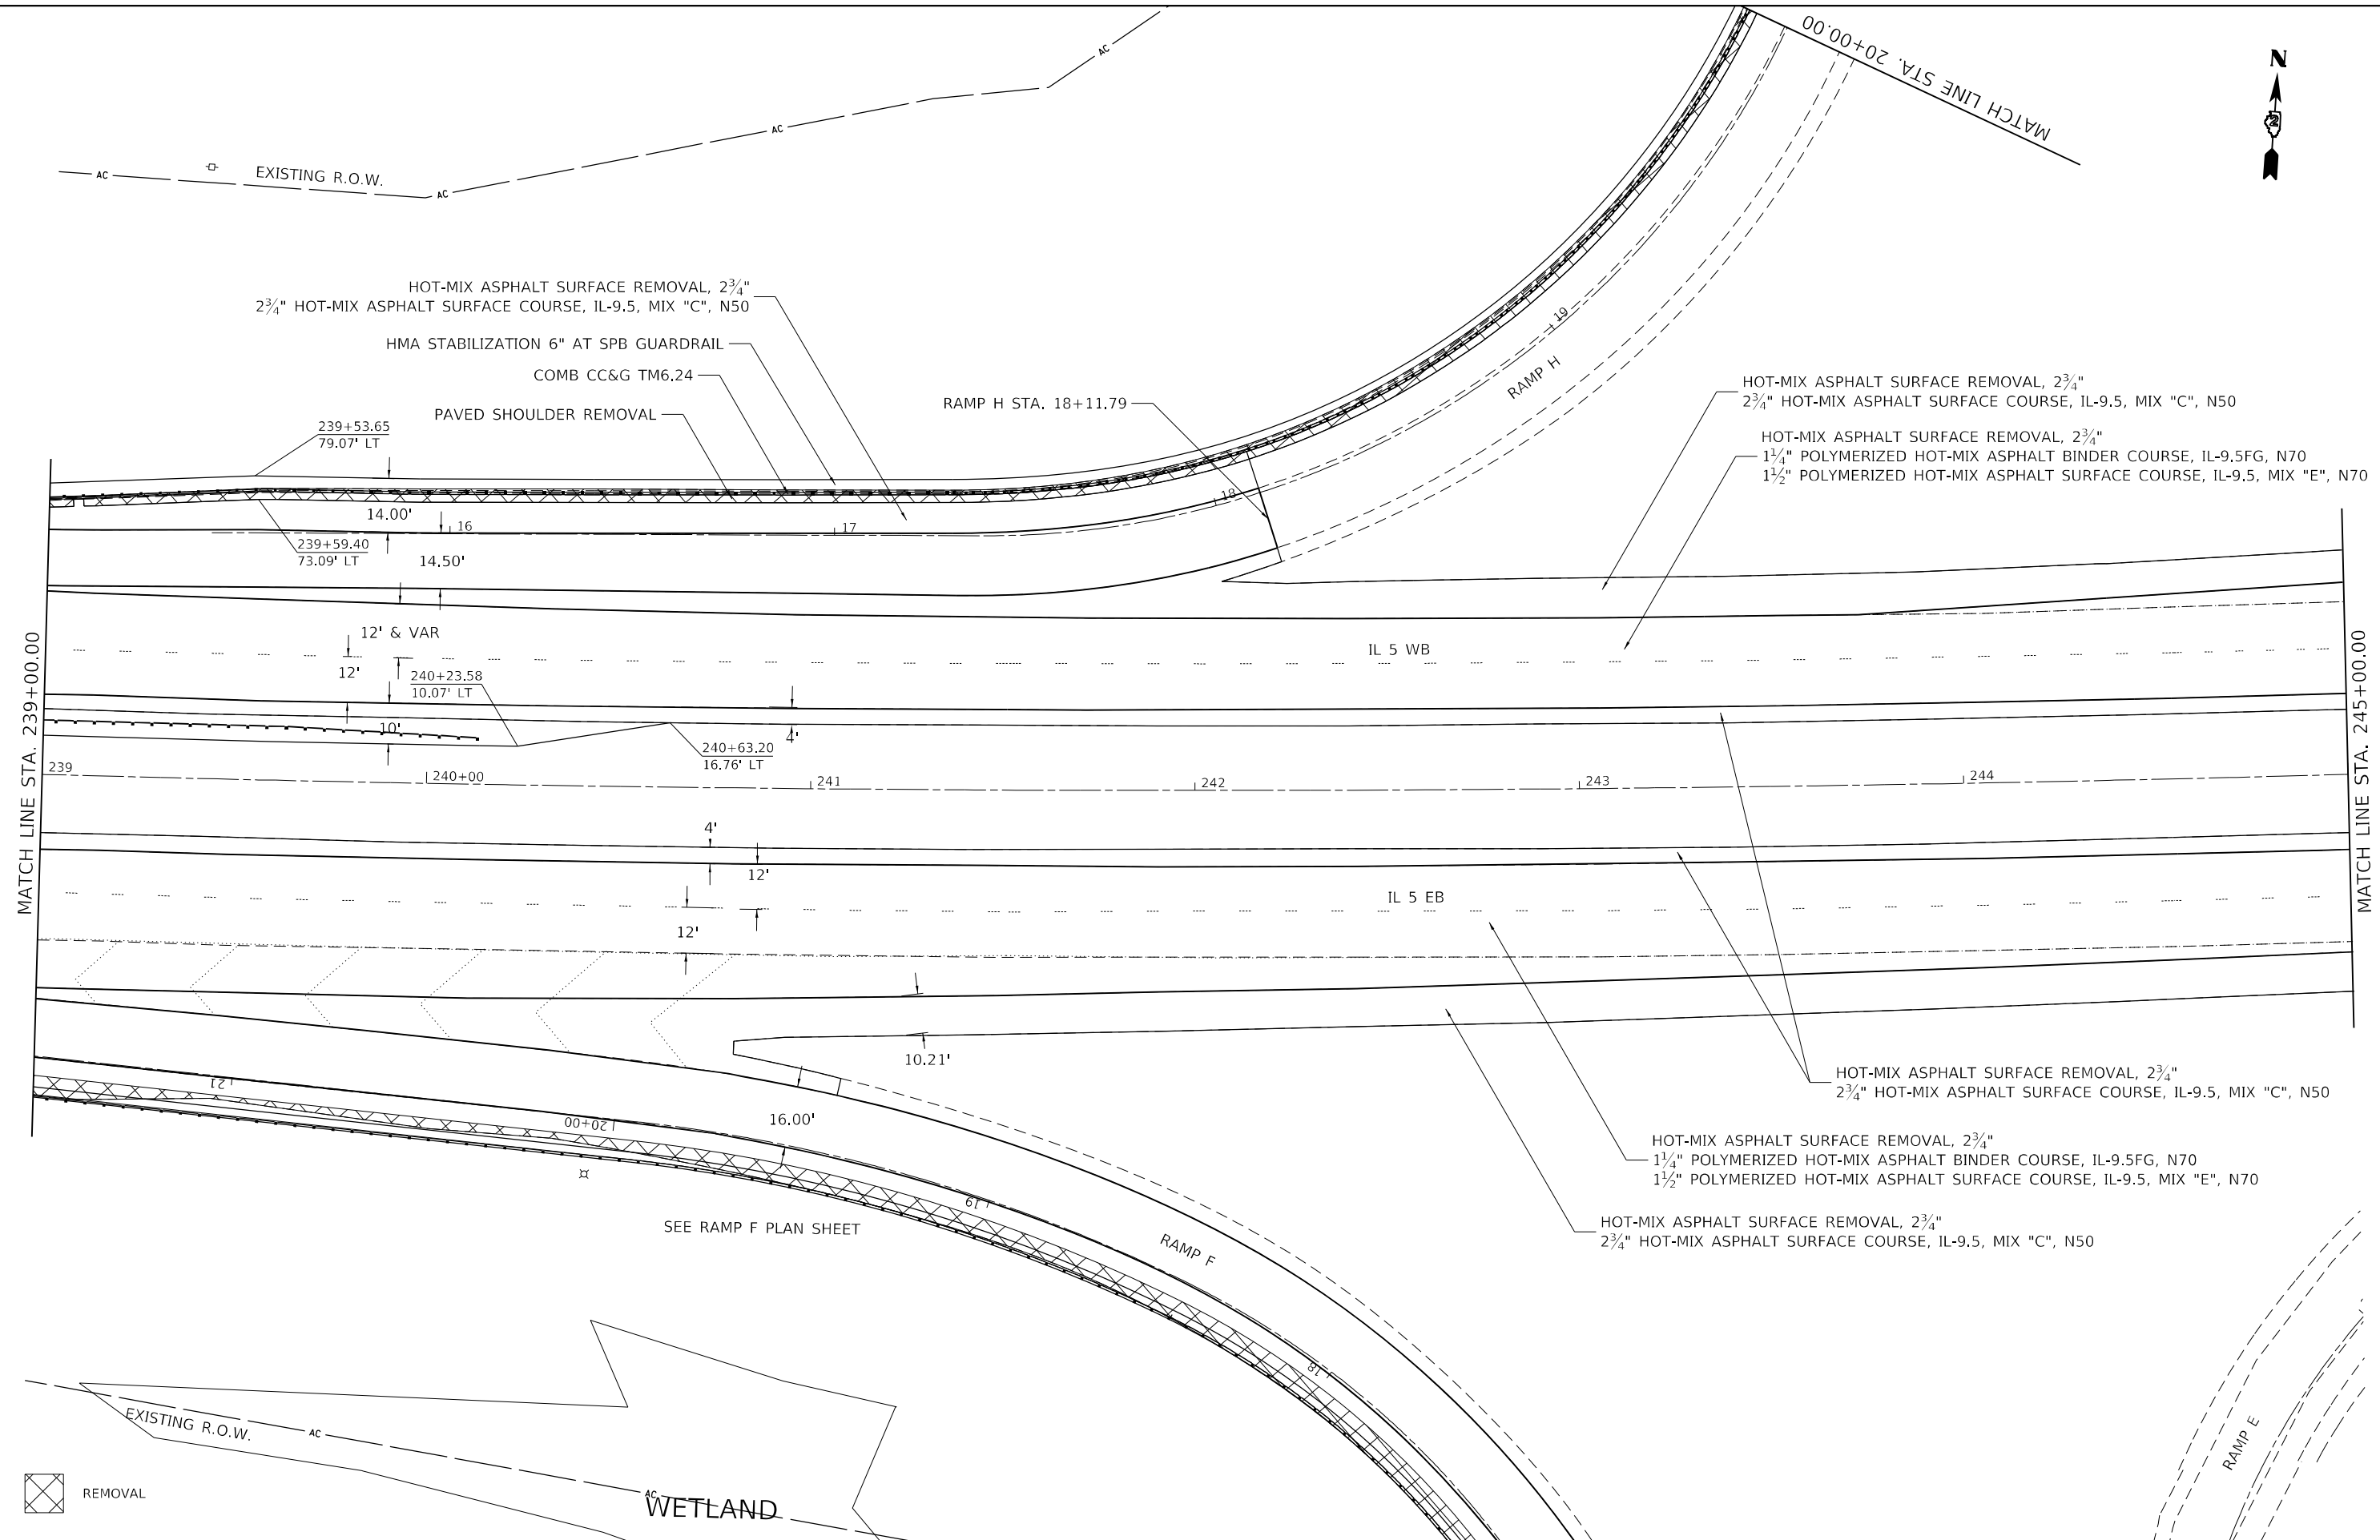 MATCH LINE STA. 20+00.00
N
2
AC
AC
AC
AC
EXISTING R.O.W.
HOT-MIX ASPHALT SURFACE REMOVAL, 2¾"
2¾" HOT-MIX ASPHALT SURFACE COURSE, IL-9.5, MIX "C", N50
HMA STABILIZATION 6" AT SPB GUARDRAIL
COMB CC&G TM6.24
PAVED SHOULDER REMOVAL
RAMP H STA. 18+11.79
19
RAMP H
HOT-MIX ASPHALT SURFACE REMOVAL, 2¾"
2¾" HOT-MIX ASPHALT SURFACE COURSE, IL-9.5, MIX "C", N50
HOT-MIX ASPHALT SURFACE REMOVAL, 2¾"
1¼" POLYMERIZED HOT-MIX ASPHALT BINDER COURSE, IL-9.5FG, N70
1½" POLYMERIZED HOT-MIX ASPHALT SURFACE COURSE, IL-9.5, MIX "E", N70
239+53.65
79.07' LT
18
14.00'
16
17
239+59.40
73.09' LT
14.50'
12' & VAR
IL 5 WB
12'
240+23.58
10.07' LT
10'
4'
240+63.20
16.76' LT
MATCH LINE STA. 239+00.00
MATCH LINE STA. 245+00.00
239
240+00
241
242
243
244
4'
12'
IL 5 EB
12'
10.21'
HOT-MIX ASPHALT SURFACE REMOVAL, 2¾"
2¾" HOT-MIX ASPHALT SURFACE COURSE, IL-9.5, MIX "C", N50
21
20+00
16.00'
HOT-MIX ASPHALT SURFACE REMOVAL, 2¾"
1¼" POLYMERIZED HOT-MIX ASPHALT BINDER COURSE, IL-9.5FG, N70
1½" POLYMERIZED HOT-MIX ASPHALT SURFACE COURSE, IL-9.5, MIX "E", N70
19
SEE RAMP F PLAN SHEET
RAMP F
HOT-MIX ASPHALT SURFACE REMOVAL, 2¾"
2¾" HOT-MIX ASPHALT SURFACE COURSE, IL-9.5, MIX "C", N50
18
EXISTING R.O.W.
AC
RAMP E
REMOVAL
AC
WETLAND